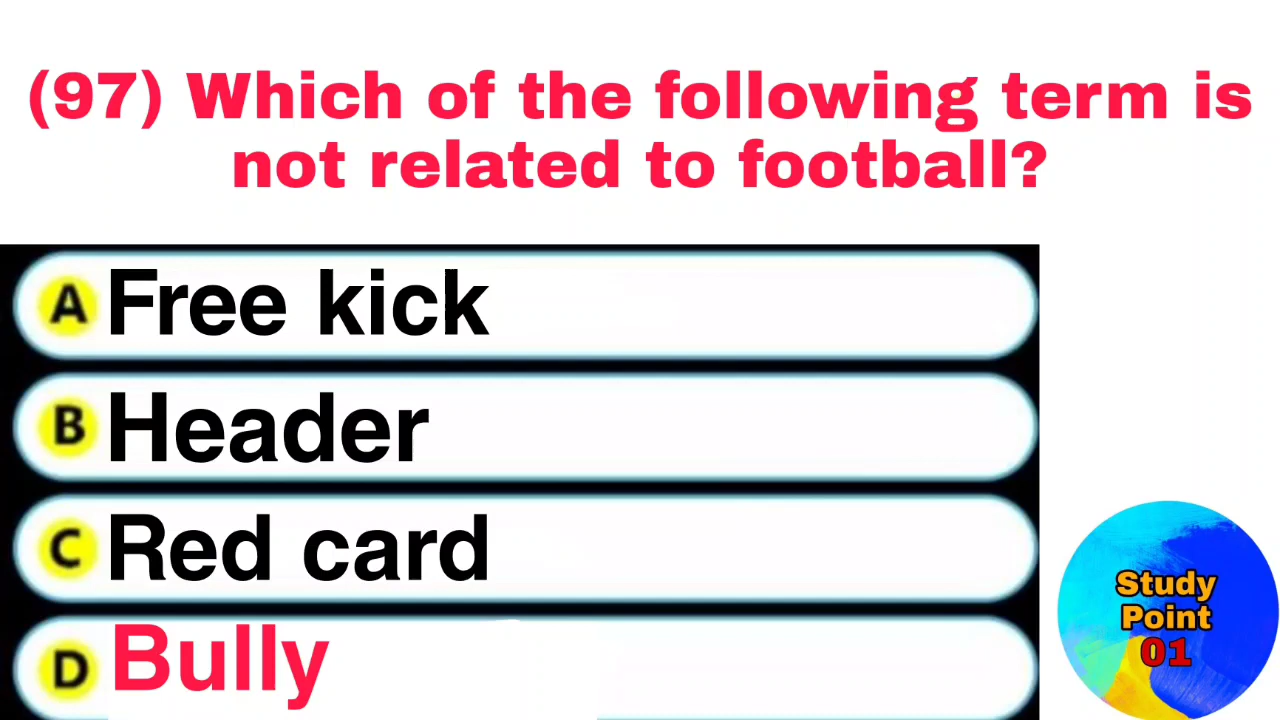 (97) Which of the following term is
not related to football?
A Free kick
B Header
C Red card
D Bully
Study
Point
01